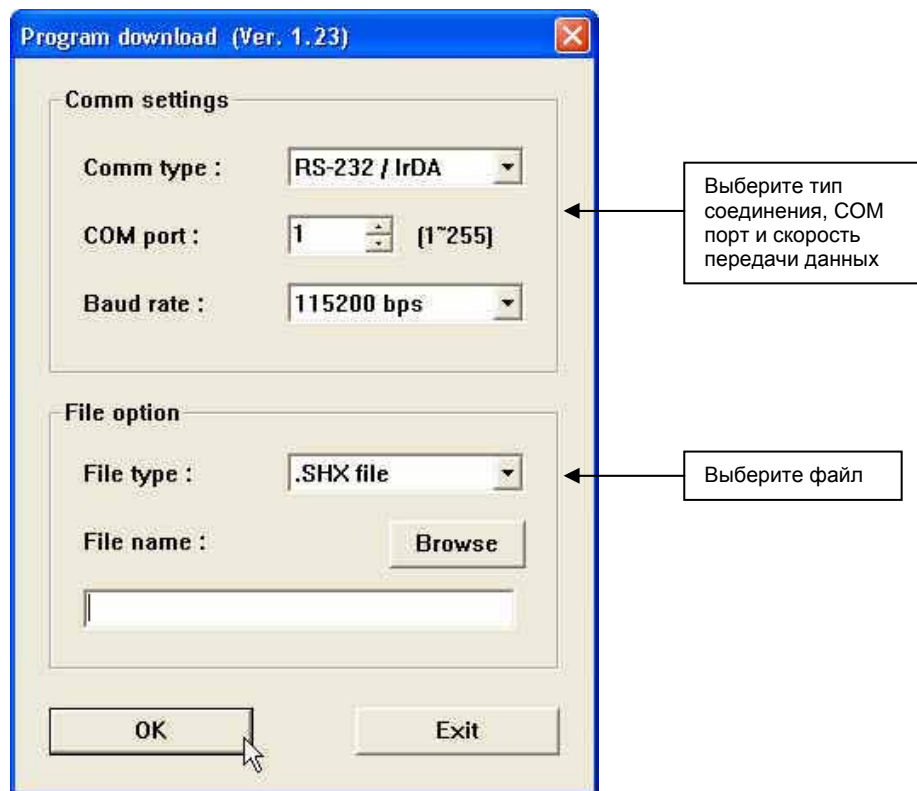 Program download (Ver. 1.23)
Comm settings
Comm type :
RS-232 / IrDA
COM port :
1
(1~255)
Baud rate :
115200 bps
Выберите тип
соединения, COM
порт и скорость
передачи данных
File option
File type :
.SHX file
Выберите файл
File name :
Browse
OK
Exit